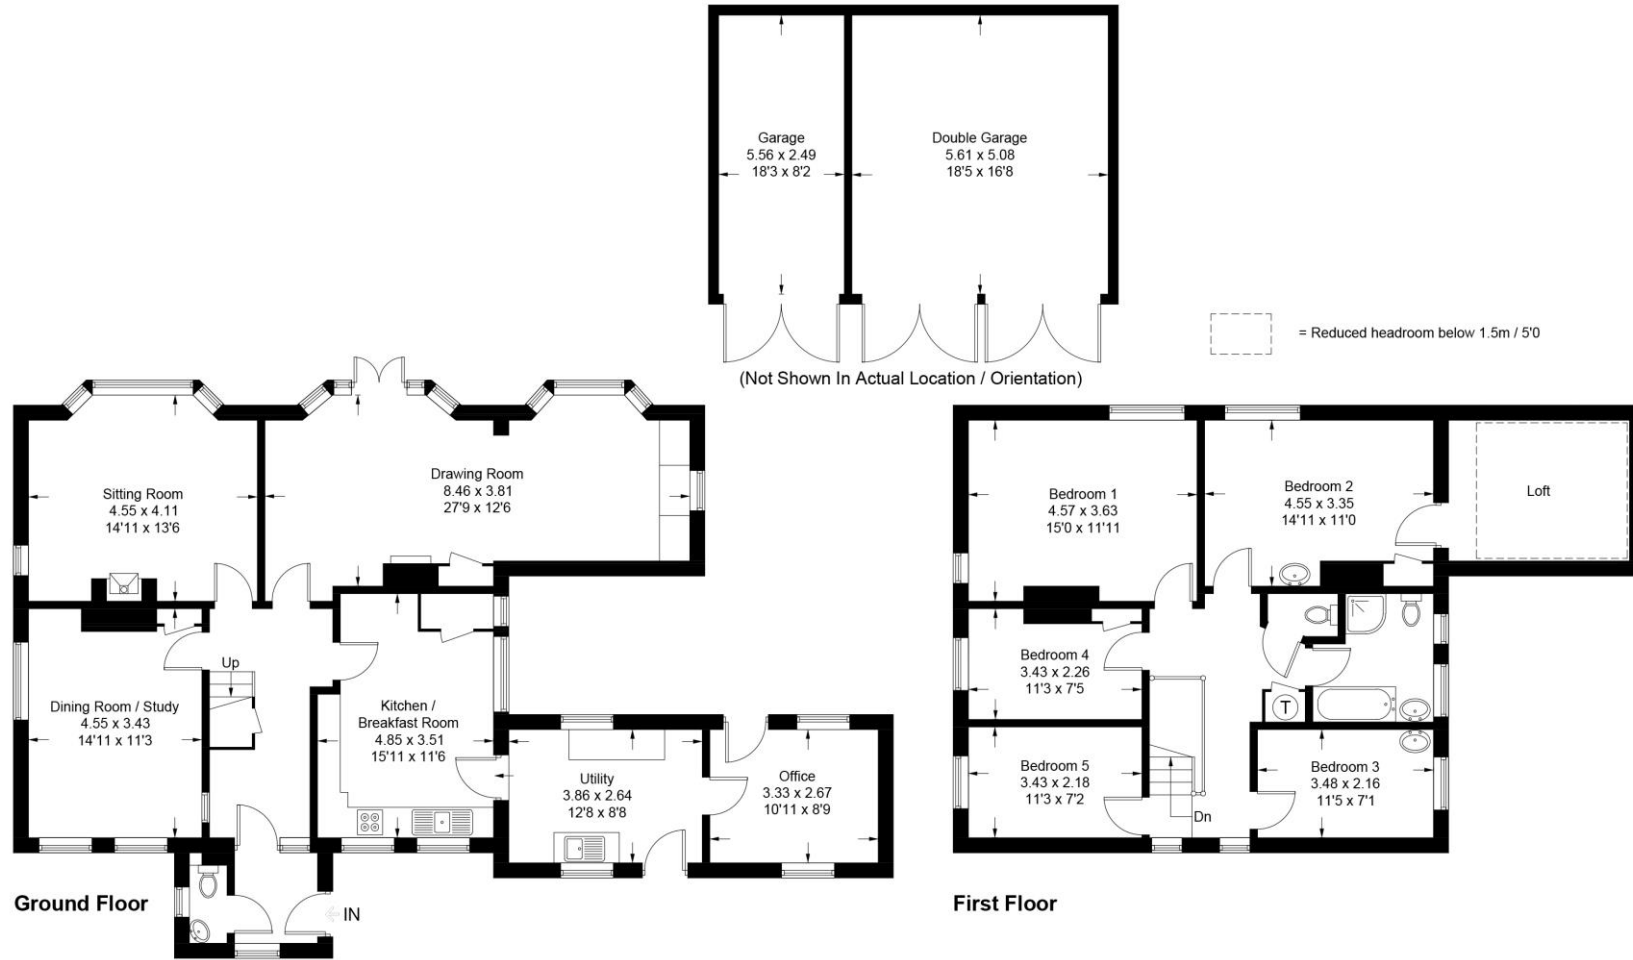 Garage
5.56 x 2.49
18'3 x 8'2
Double Garage
5.61 x 5.08
18'5 x 16'8
(Not Shown In Actual Location / Orientation)
= Reduced headroom below 1.5m / 5'0
Sitting Room
4.55 x 4.11
14'11 x 13'6
Drawing Room
8.46 x 3.81
27'9 x 12'6
Dining Room / Study
4.55 x 3.43
14'11 x 11'3
Up
Kitchen /
Breakfast Room
4.85 x 3.51
15'11 x 11'6
Utility
3.86 x 2.64
12'8 x 8'8
Office
3.33 x 2.67
10'11 x 8'9
IN
Ground Floor
Bedroom 1
4.57 x 3.63
15'0 x 11'11
Bedroom 2
4.55 x 3.35
14'11 x 11'0
Loft
Bedroom 4
3.43 x 2.26
11'3 x 7'5
T
Bedroom 5
3.43 x 2.18
11'3 x 7'2
Bedroom 3
3.48 x 2.16
11'5 x 7'1
Dn
First Floor